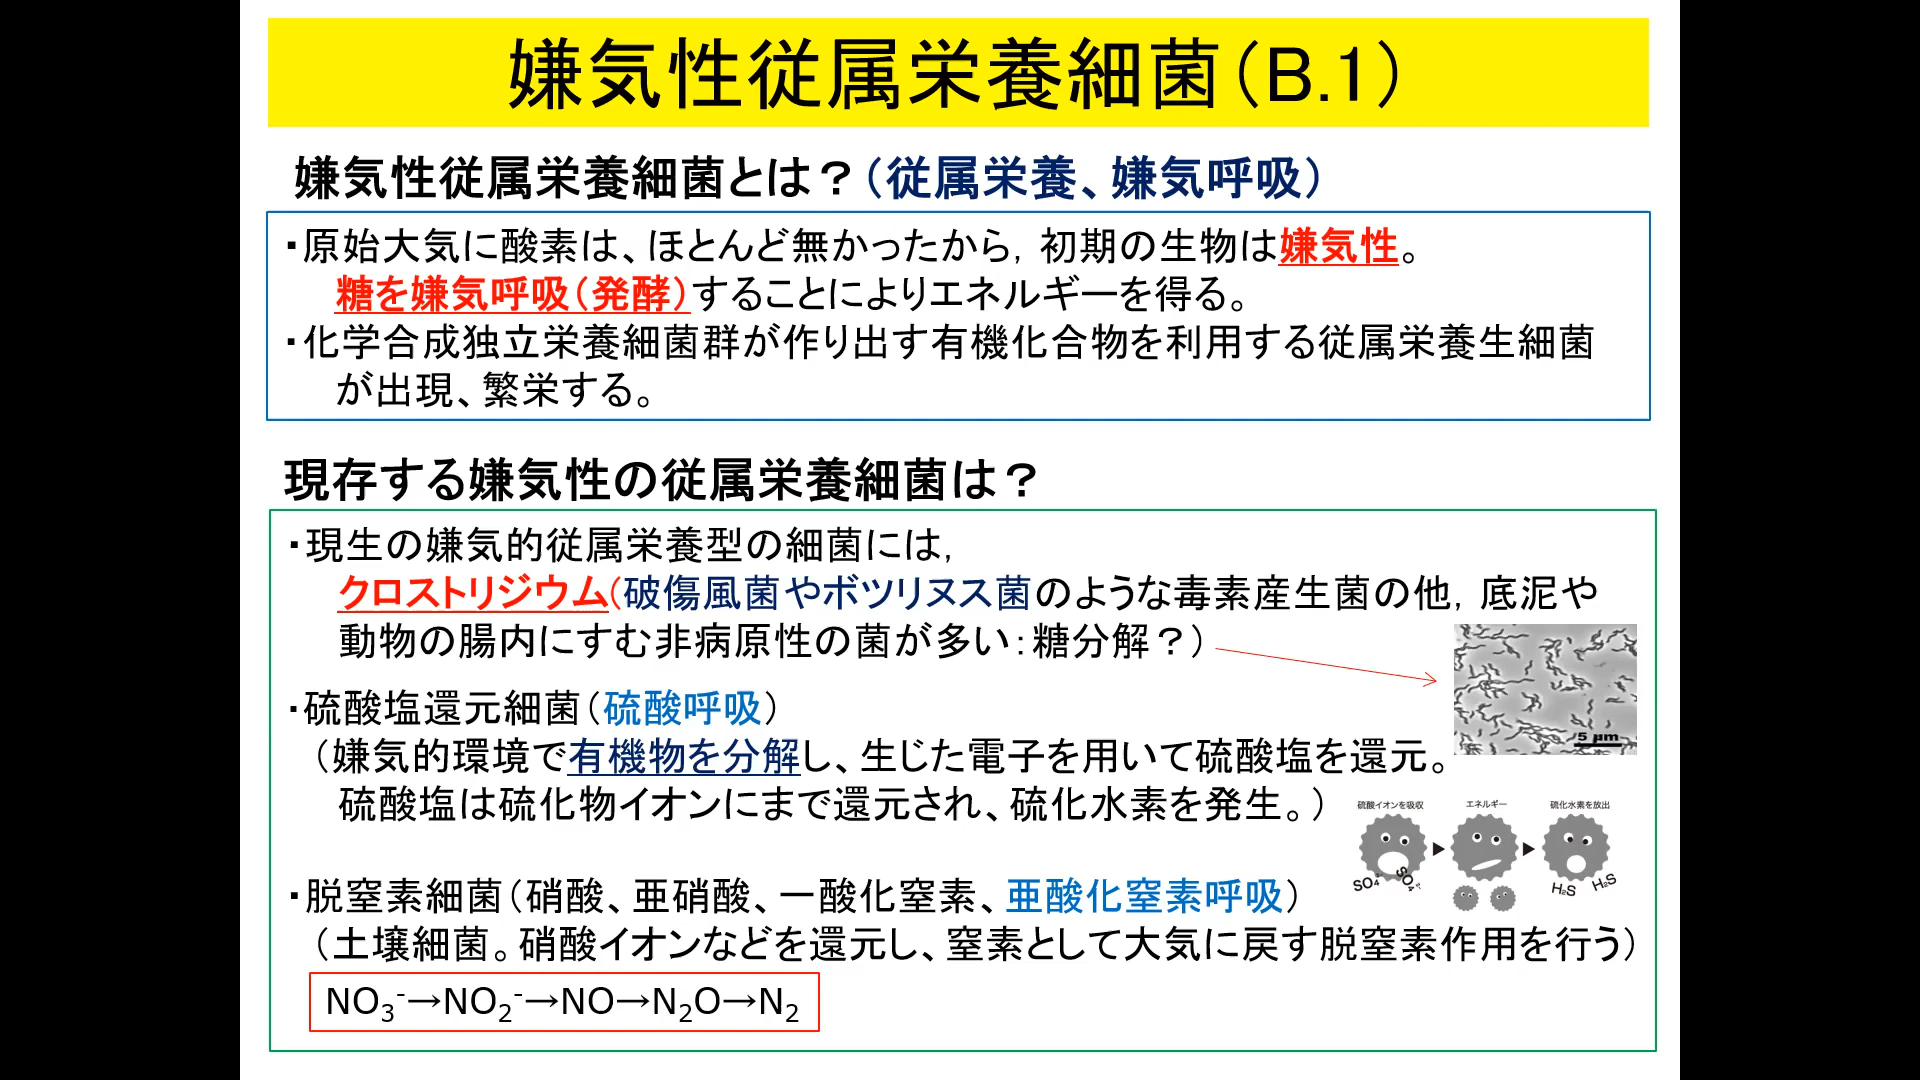 嫌気性従属栄養細菌（B.1）
嫌気性従属栄養細菌とは？（従属栄養、嫌気呼吸）
・原始大気に酸素は、ほとんど無かったから，初期の生物は嫌気性。
糖を嫌気呼吸（発酵）することによりエネルギーを得る。
・化学合成独立栄養細菌群が作り出す有機化合物を利用する従属栄養生細菌
が出現、繁栄する。
現存する嫌気性の従属栄養細菌は？
・現生の嫌気的従属栄養型の細菌には，
クロストリジウム（破傷風菌やボツリヌス菌のような毒素産生菌の他，底泥や
動物の腸内にすむ非病原性の菌が多い：糖分解？）
5 μm
・硫酸塩還元細菌（硫酸呼吸）
（嫌気的環境で有機物を分解し、生じた電子を用いて硫酸塩を還元。
硫酸塩は硫化物イオンにまで還元され、硫化水素を発生。）
硫酸イオンを吸収 エネルギー 硫化水素を放出
SO₄ SO₄ H₂S H₂S
・脱窒素細菌（硝酸、亜硝酸、一酸化窒素、亜酸化窒素呼吸）
（土壌細菌。硝酸イオンなどを還元し、窒素として大気に戻す脱窒素作用を行う）
NO₃⁻→NO₂⁻→NO→N₂O→N₂